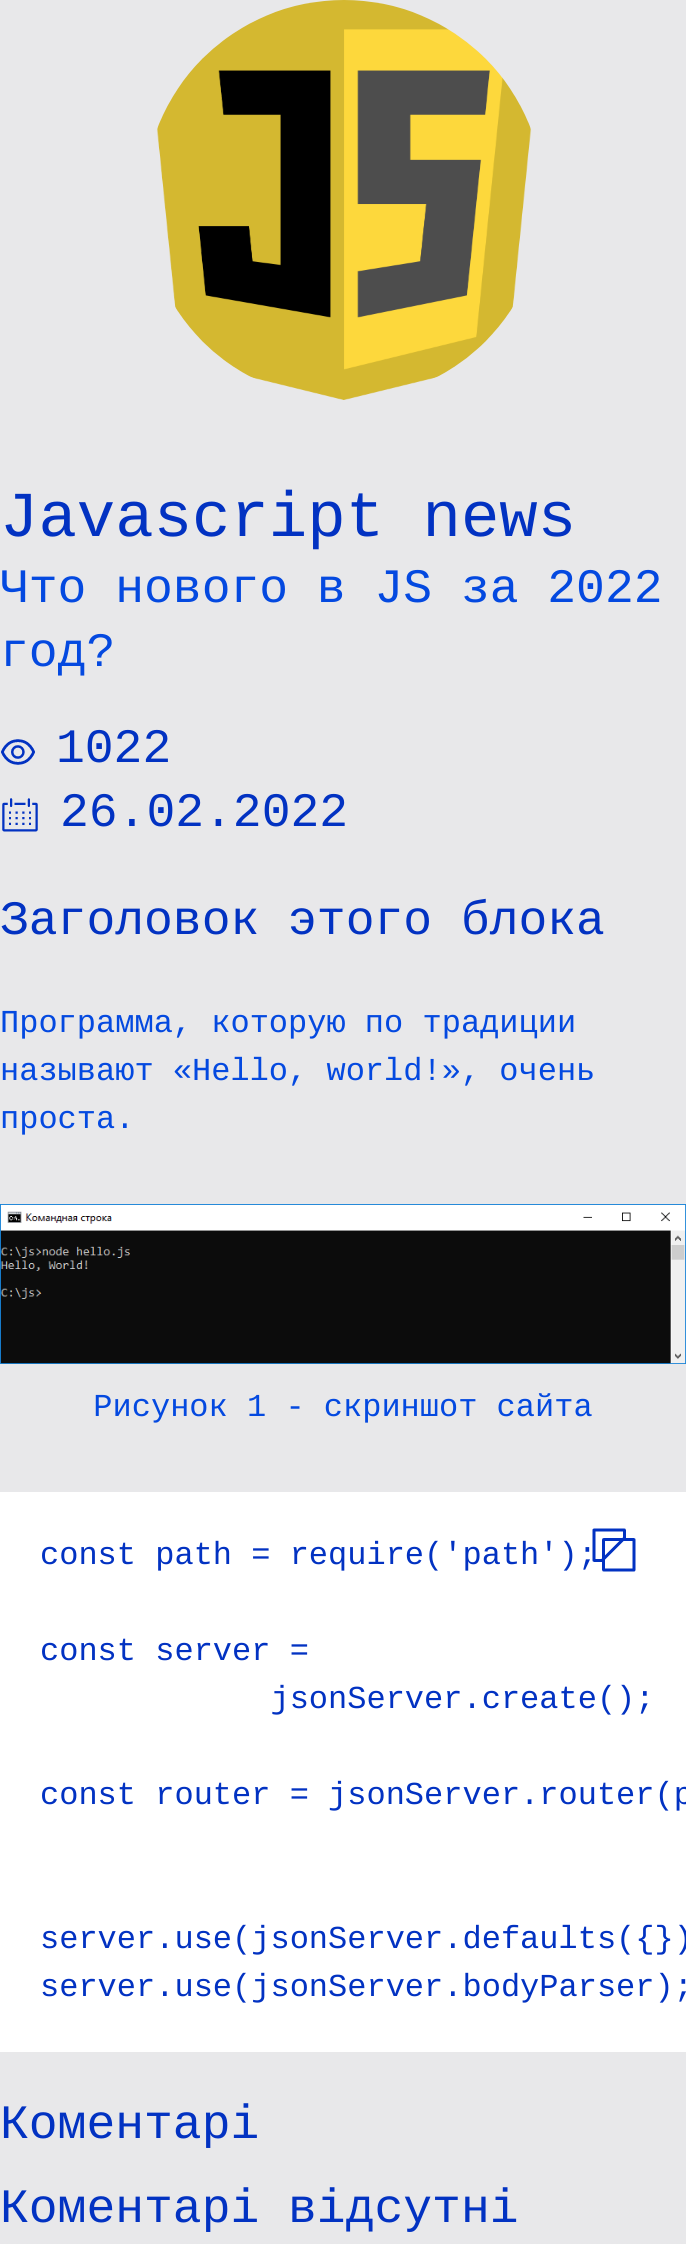 JS
Javascript news
Что нового в JS за 2022
год?
1022
26.02.2022
Заголовок этого блока
Программа, которую по традиции
называют «Hello, world!», очень
проста.
Командная строка
C:\js>node hello.js
Hello, World!
C:\js>
Рисунок 1 - скриншот сайта
const path = require('path');
const server =
jsonServer.create();
const router = jsonServer.router(p
server.use(jsonServer.defaults({})
server.use(jsonServer.bodyParser);
Коментарі
Коментарі відсутні